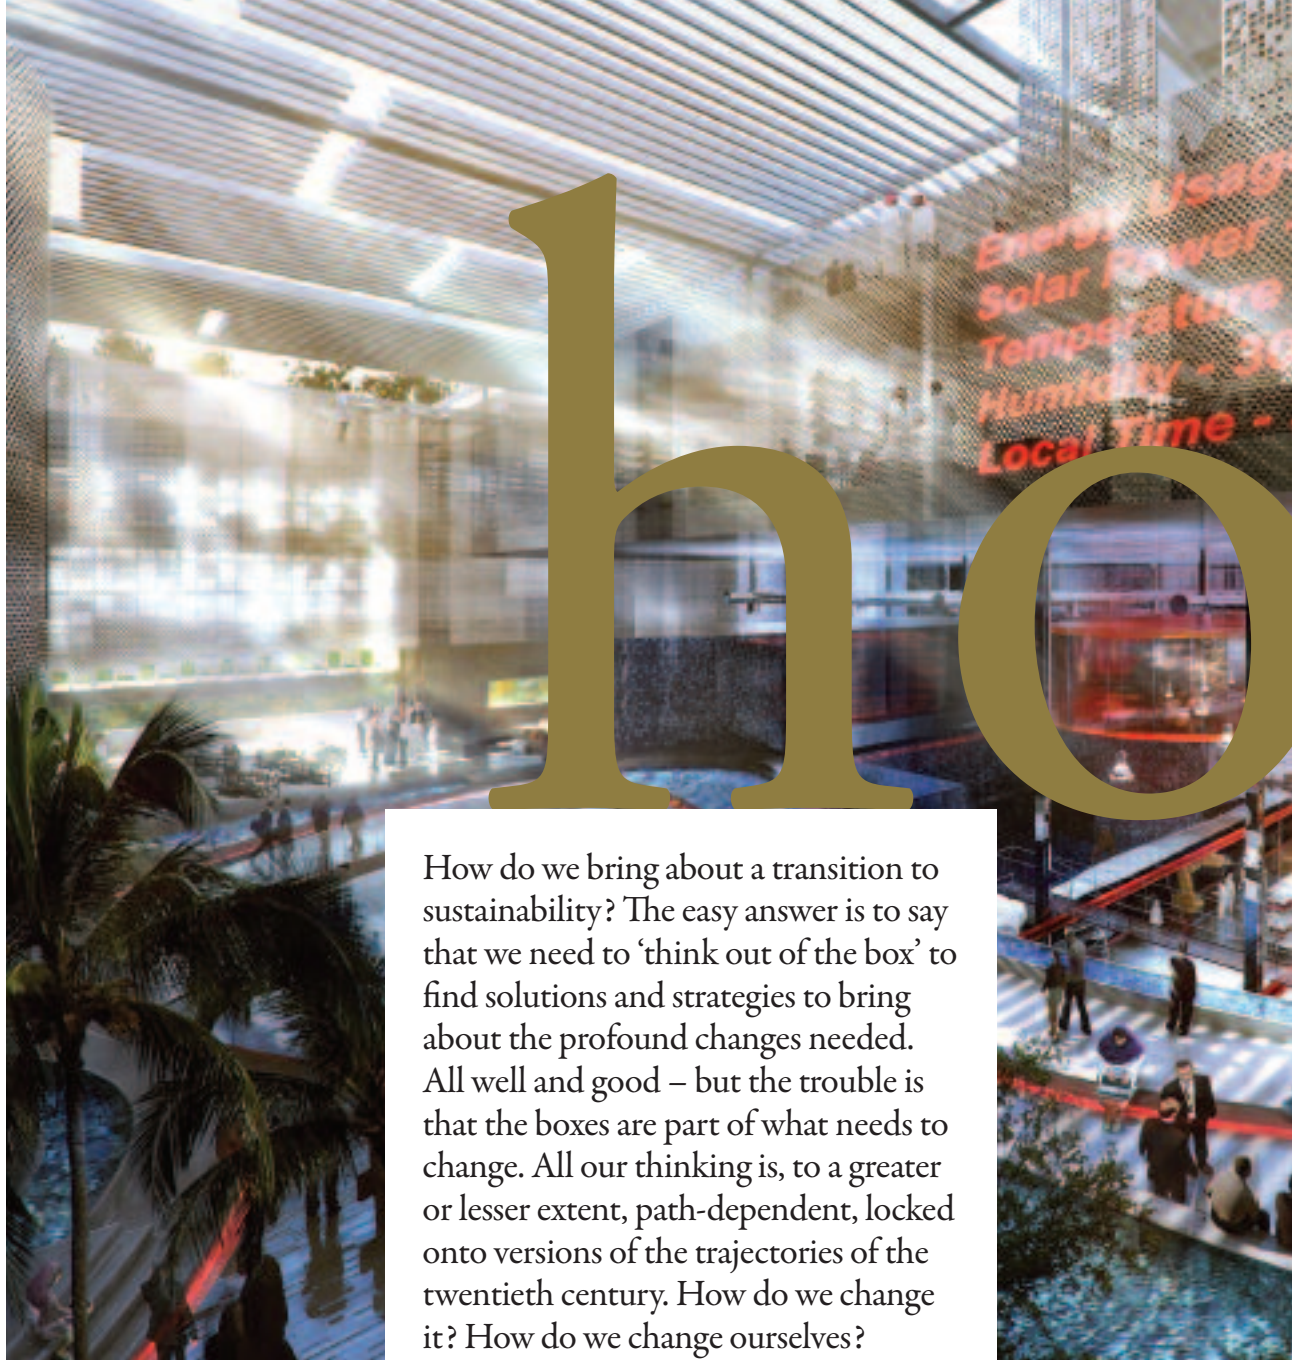 Energy Usag
Solar Power -
Temperature
Humidity - 3
Local Time -
ho
How do we bring about a transition to
sustainability? The easy answer is to say
that we need to ‘think out of the box’ to
find solutions and strategies to bring
about the profound changes needed.
All well and good – but the trouble is
that the boxes are part of what needs to
change. All our thinking is, to a greater
or lesser extent, path-dependent, locked
onto versions of the trajectories of the
twentieth century. How do we change
it? How do we change ourselves?